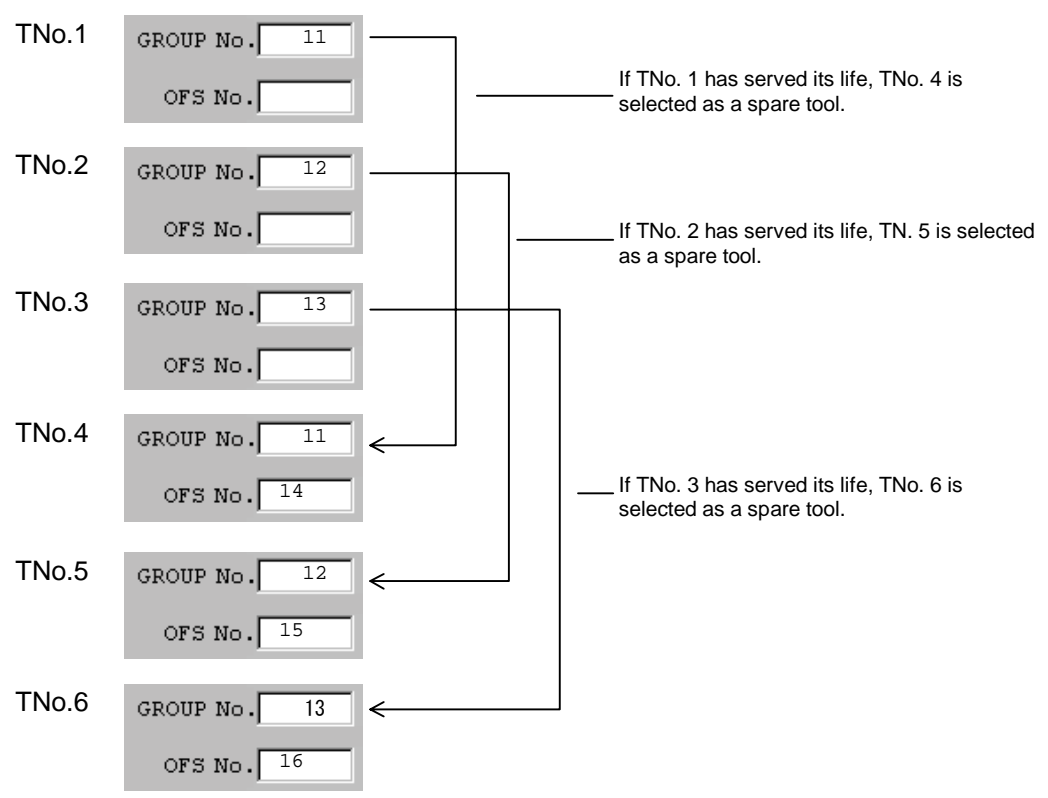 TNo.1
GROUP No. 11
OFS No.
If TNo. 1 has served its life, TNo. 4 is
selected as a spare tool.
TNo.2
GROUP No. 12
OFS No.
If TNo. 2 has served its life, TN. 5 is selected
as a spare tool.
TNo.3
GROUP No. 13
OFS No.
TNo.4
GROUP No. 11
OFS No. 14
If TNo. 3 has served its life, TNo. 6 is
selected as a spare tool.
TNo.5
GROUP No. 12
OFS No. 15
TNo.6
GROUP No. 13
OFS No. 16